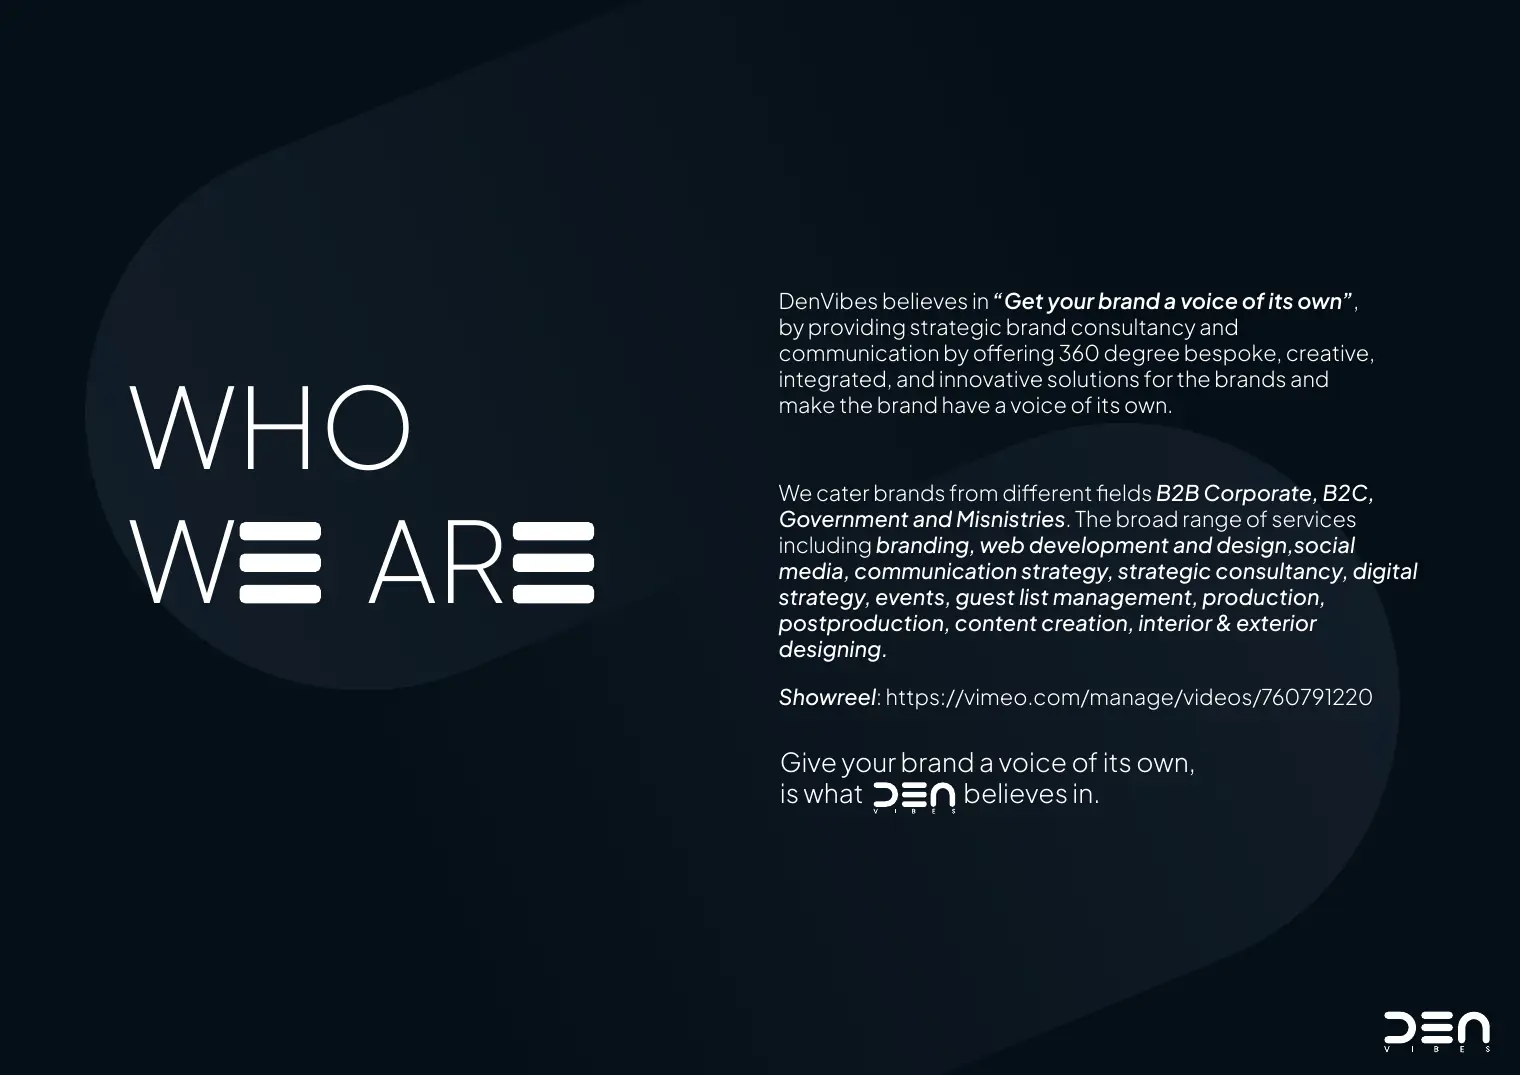 WHO
WE ARE
DenVibes believes in “Get your brand a voice of its own”,
by providing strategic brand consultancy and
communication by offering 360 degree bespoke, creative,
integrated, and innovative solutions for the brands and
make the brand have a voice of its own.
We cater brands from different fields B2B Corporate, B2C,
Government and Misnistries. The broad range of services
including branding, web development and design,social
media, communication strategy, strategic consultancy, digital
strategy, events, guest list management, production,
postproduction, content creation, interior & exterior
designing.
Showreel: https://vimeo.com/manage/videos/760791220
Give your brand a voice of its own,
is what DEN VIBES believes in.
DEN
VIBES